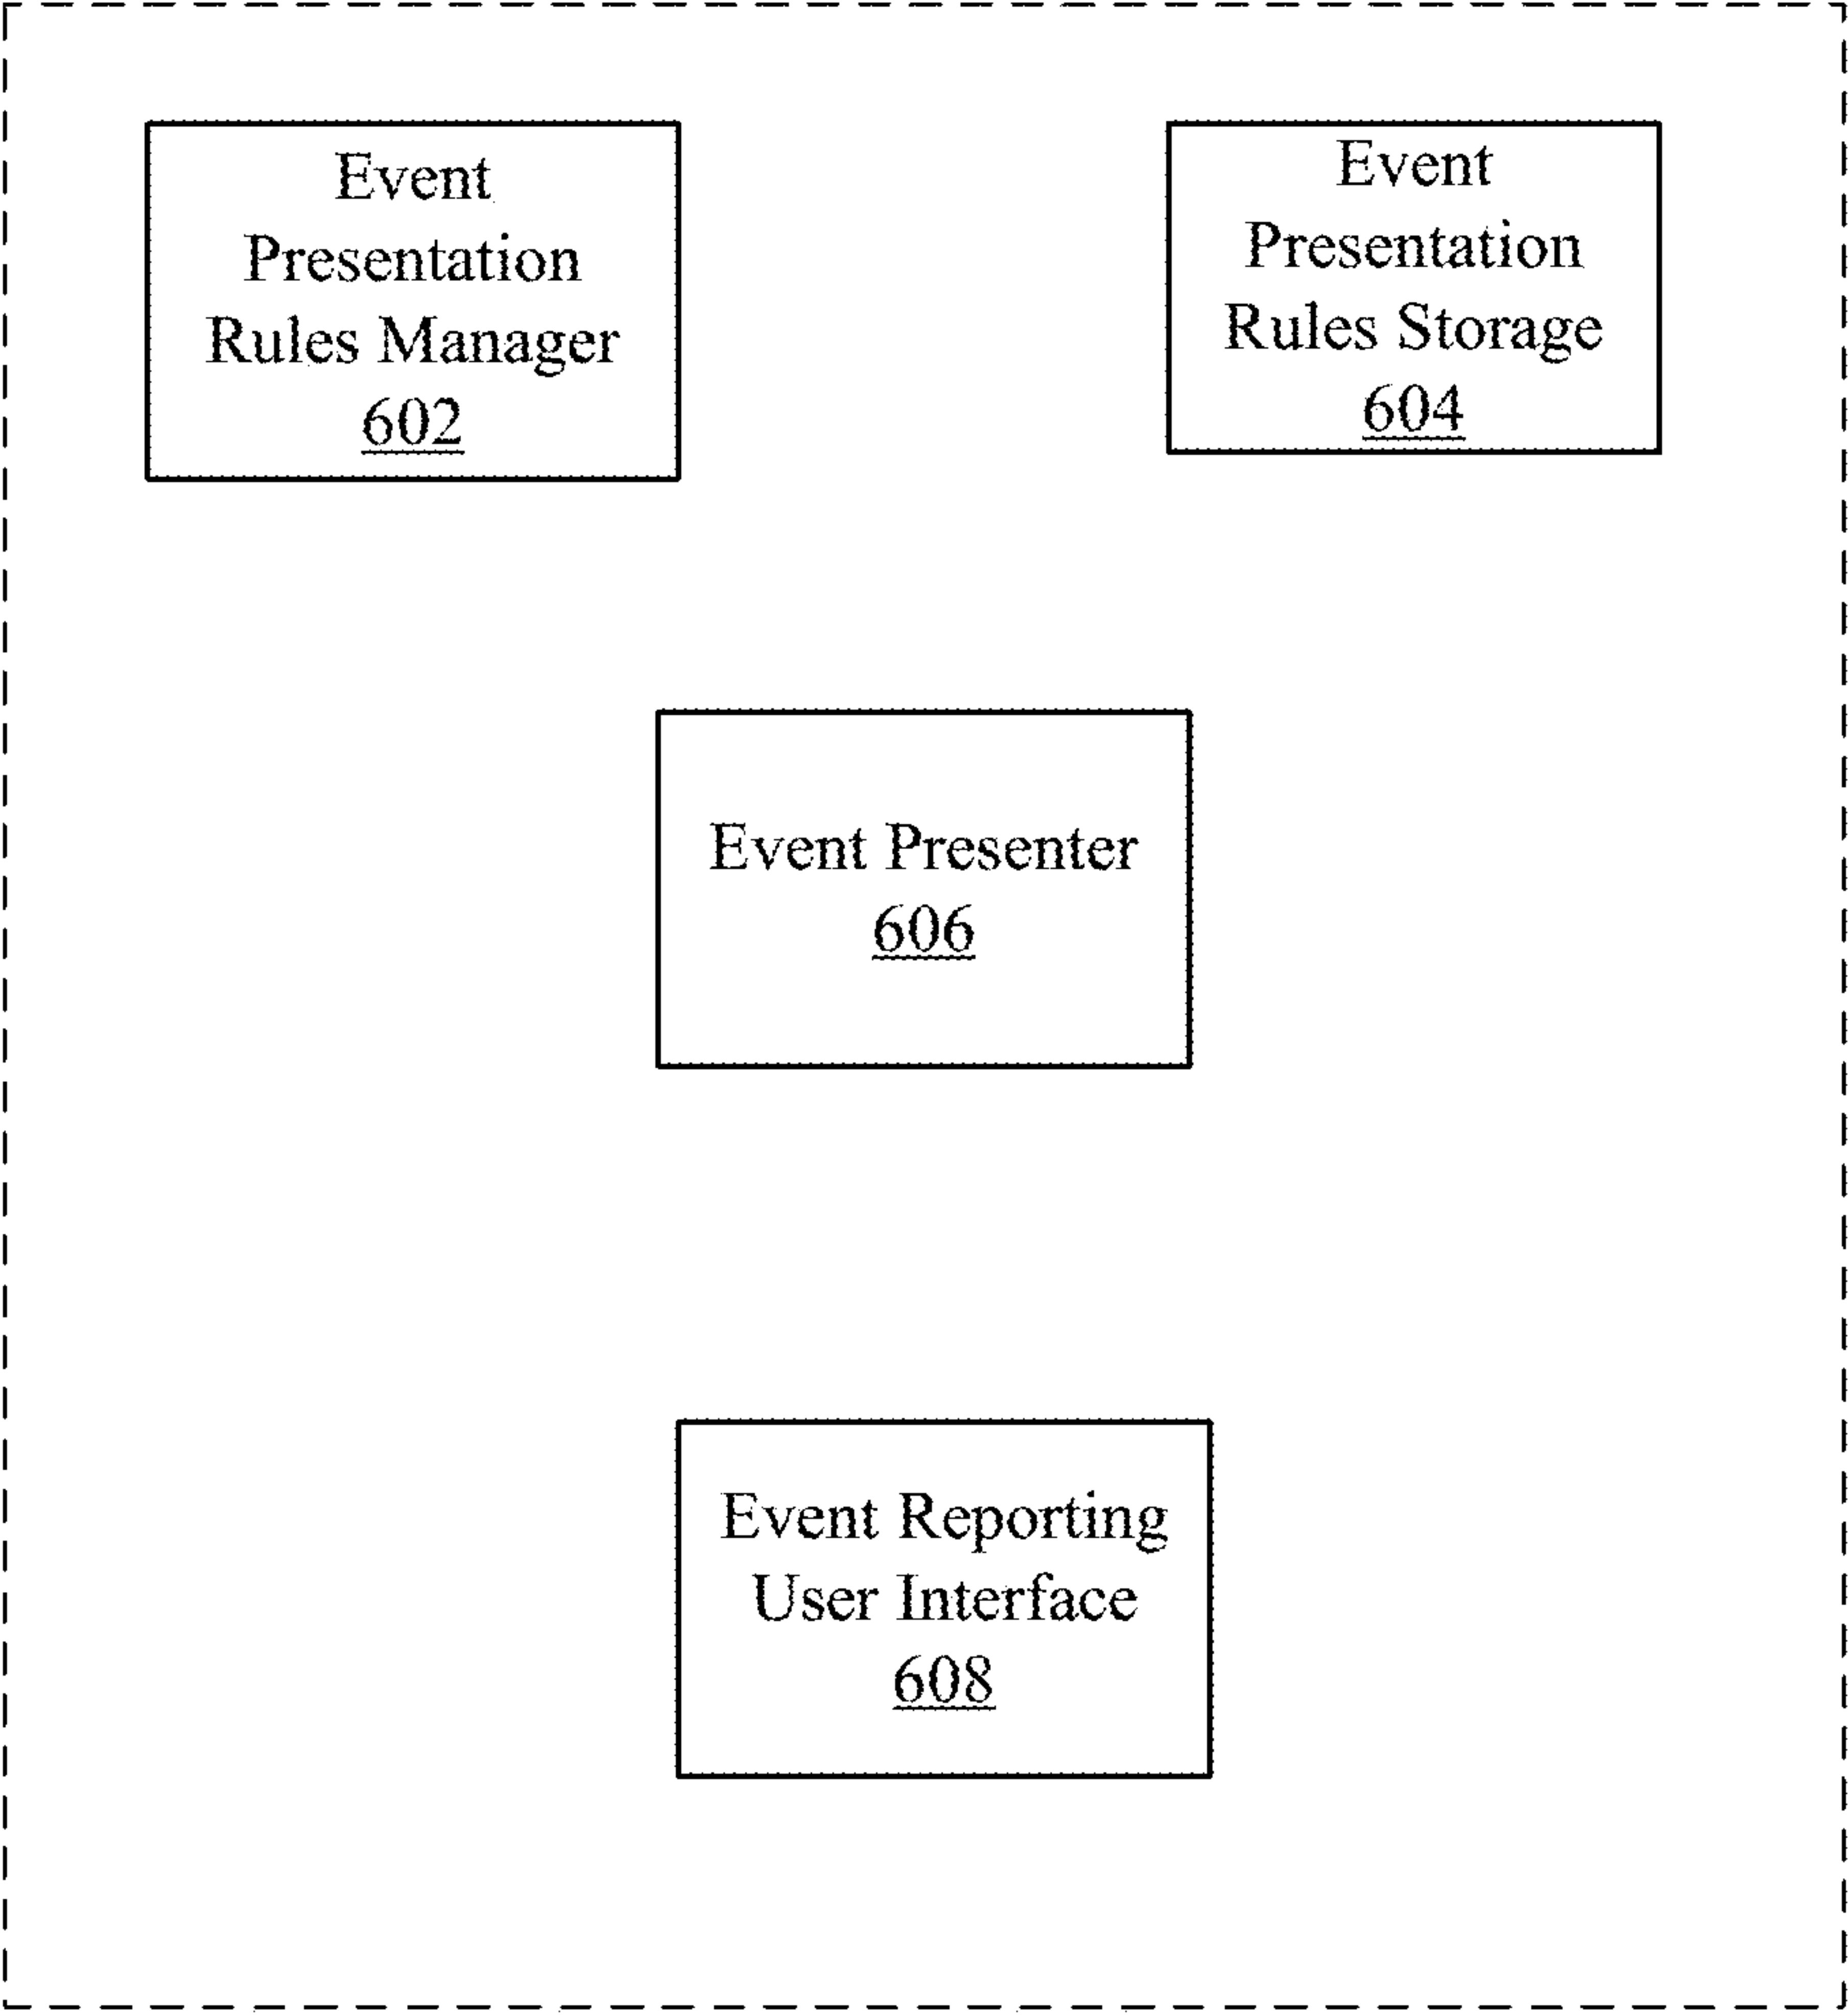 Event
Presentation
Rules Manager
602
Event
Presentation
Rules Storage
604
Event Presenter
606
Event Reporting
User Interface
608